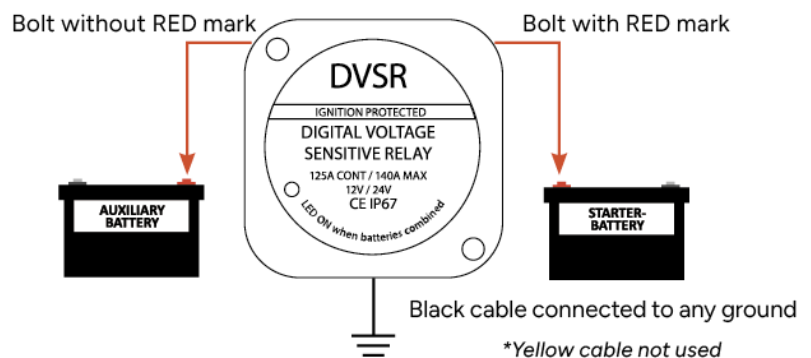 Bolt without RED mark
Bolt with RED mark
DVSR
IGNITION PROTECTED
DIGITAL VOLTAGE
SENSITIVE RELAY
125A CONT / 140A MAX
12V / 24V
CE IP67
LED ON when batteries combined
AUXILIARY
BATTERY
STARTER-
BATTERY
Black cable connected to any ground
*Yellow cable not used